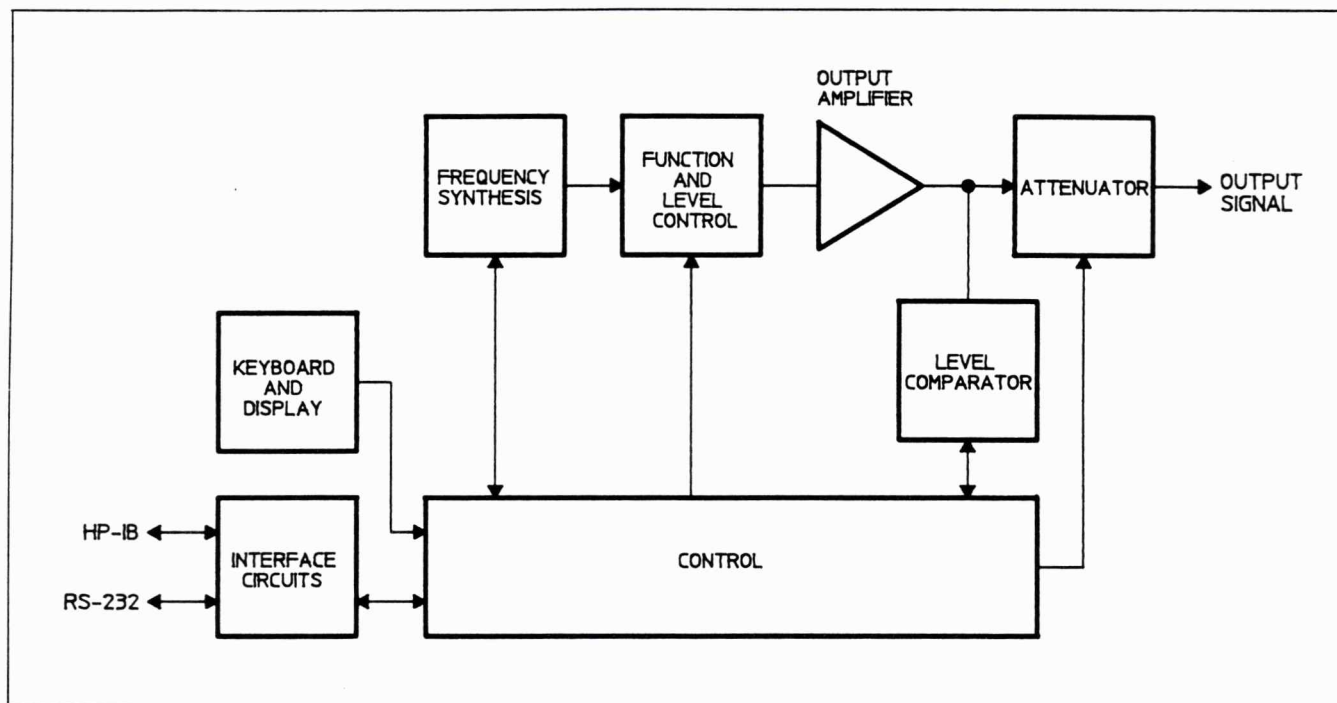 OUTPUT
AMPLIFIER
FREQUENCY
SYNTHESIS
FUNCTION
AND
LEVEL
CONTROL
ATTENUATOR
OUTPUT
SIGNAL
KEYBOARD
AND
DISPLAY
LEVEL
COMPARATOR
HP-IB
RS-232
INTERFACE
CIRCUITS
CONTROL